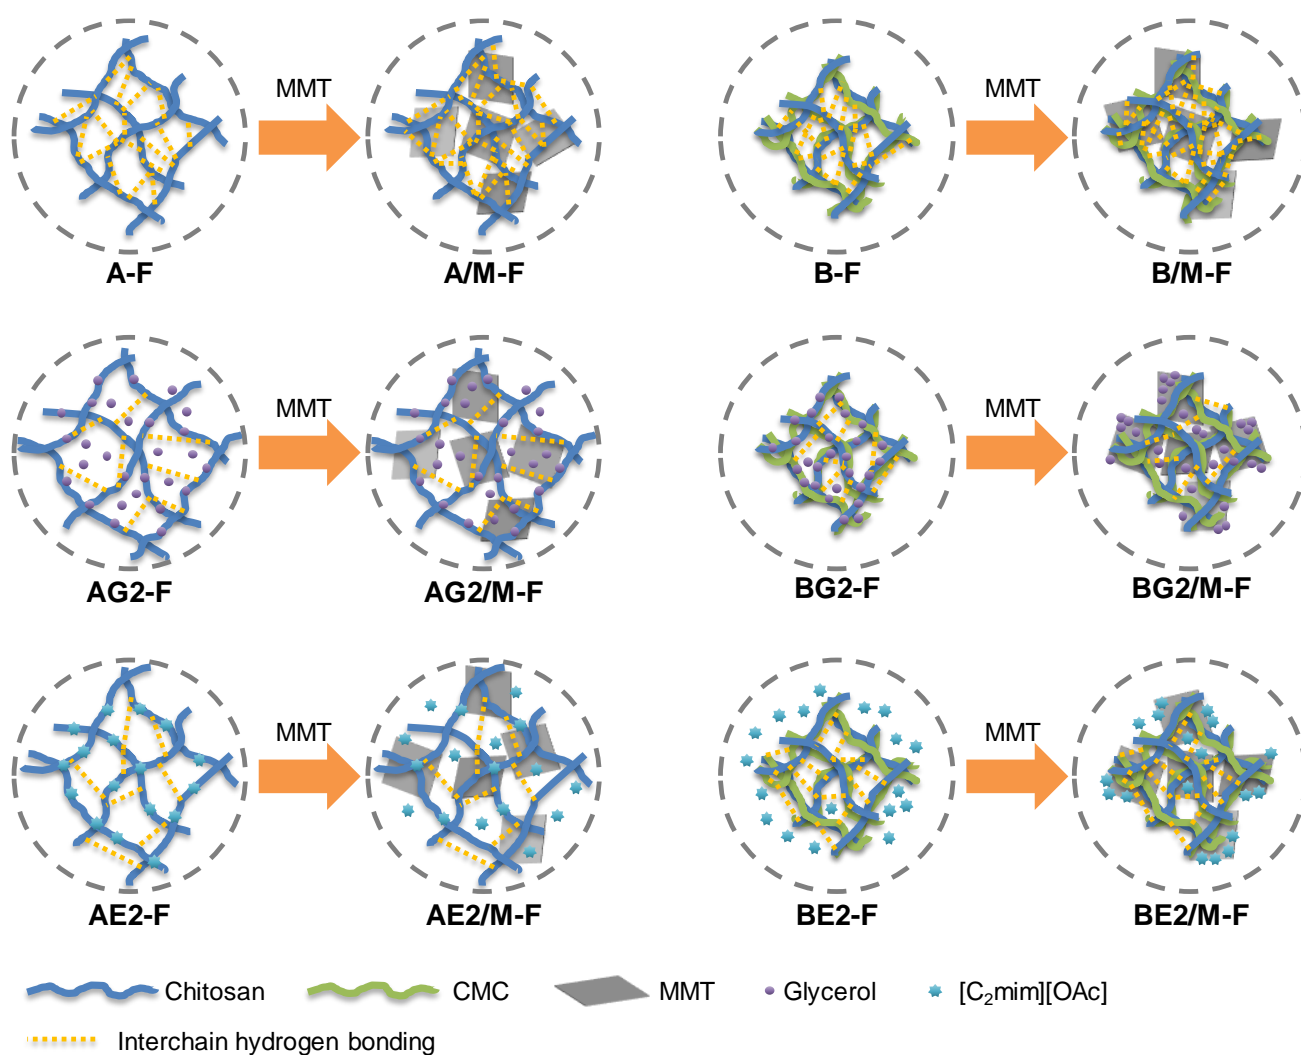 MMT
MMT
A-F
A/M-F
B-F
B/M-F
MMT
MMT
AG2-F
AG2/M-F
BG2-F
BG2/M-F
MMT
MMT
AE2-F
AE2/M-F
BE2-F
BE2/M-F
Chitosan
CMC
MMT
Glycerol
[C₂mim][OAc]
Interchain hydrogen bonding